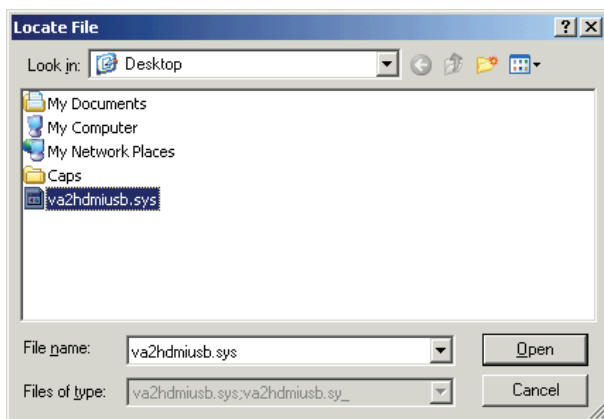 Locate File
Look in: Desktop
My Documents
My Computer
My Network Places
Caps
va2hdmiusb.sys
File name: va2hdmiusb.sys Open
Files of type: va2hdmiusb.sys;va2hdmiusb.sy_ Cancel